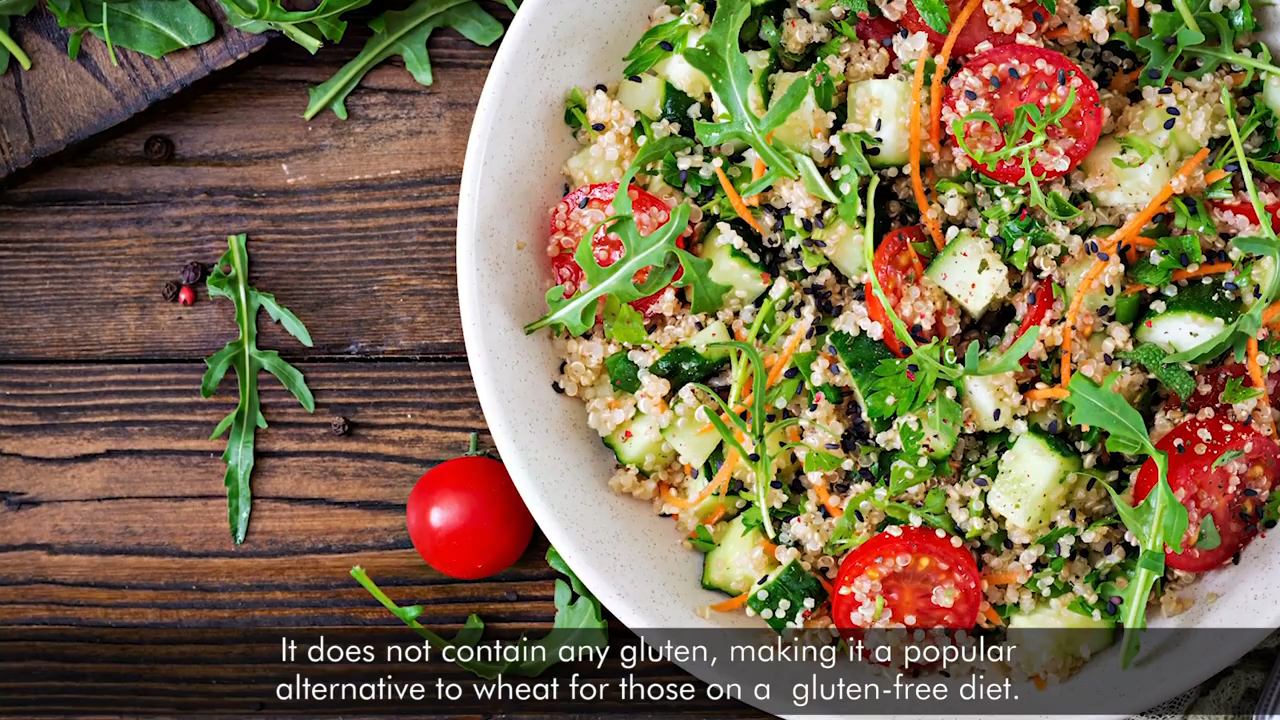 It does not contain any gluten, making it a popular
alternative to wheat for those on a  gluten-free diet.